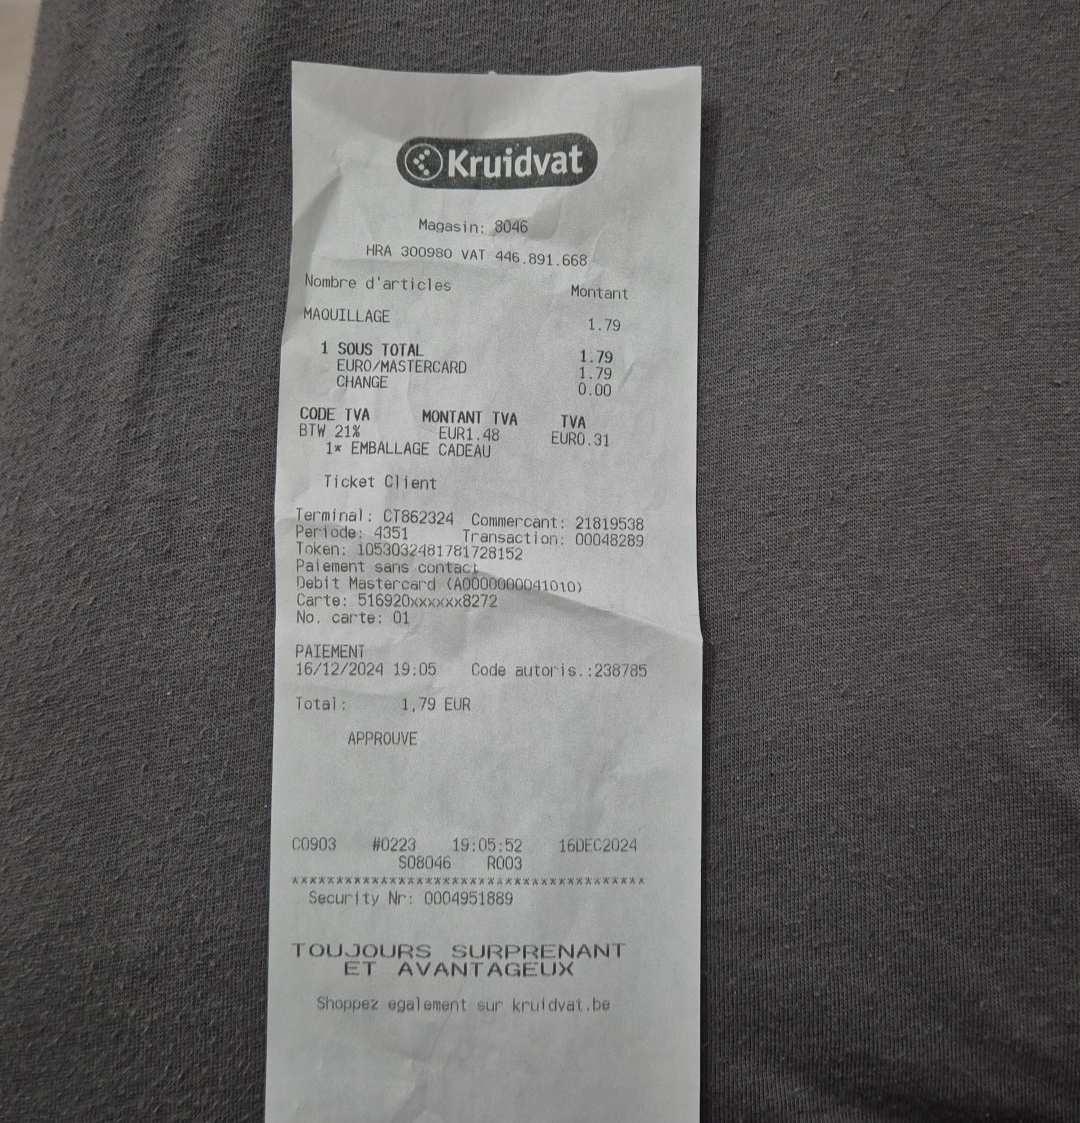 Kruidvat
Magasin: 8046
HRA 300980 VAT 446.891.668
Nombre d'articles Montant
MAQUILLAGE 1.79
1 SOUS TOTAL 1.79
EURO/MASTERCARD 1.79
CHANGE 0.00
CODE TVA MONTANT TVA TVA
BTW 21% EUR1.48 EUR0.31
1* EMBALLAGE CADEAU
Ticket Client
Terminal: CT862324 Commercant: 21819538
Periode: 4351 Transaction: 00048289
Token: 1053032481781728152
Paiement sans contact
Debit Mastercard (A0000000041010)
Carte: 516920xxxxxx8272
No. carte: 01
PAIEMENT
16/12/2024 19:05 Code autoris.:238785
Total: 1,79 EUR
APPROUVE
C0903 #0223 19:05:52 16DEC2024
S08046 R003
****************************************
Security Nr: 0004951889
TOUJOURS SURPRENANT
ET AVANTAGEUX
Shoppez egalement sur kruidvat.be